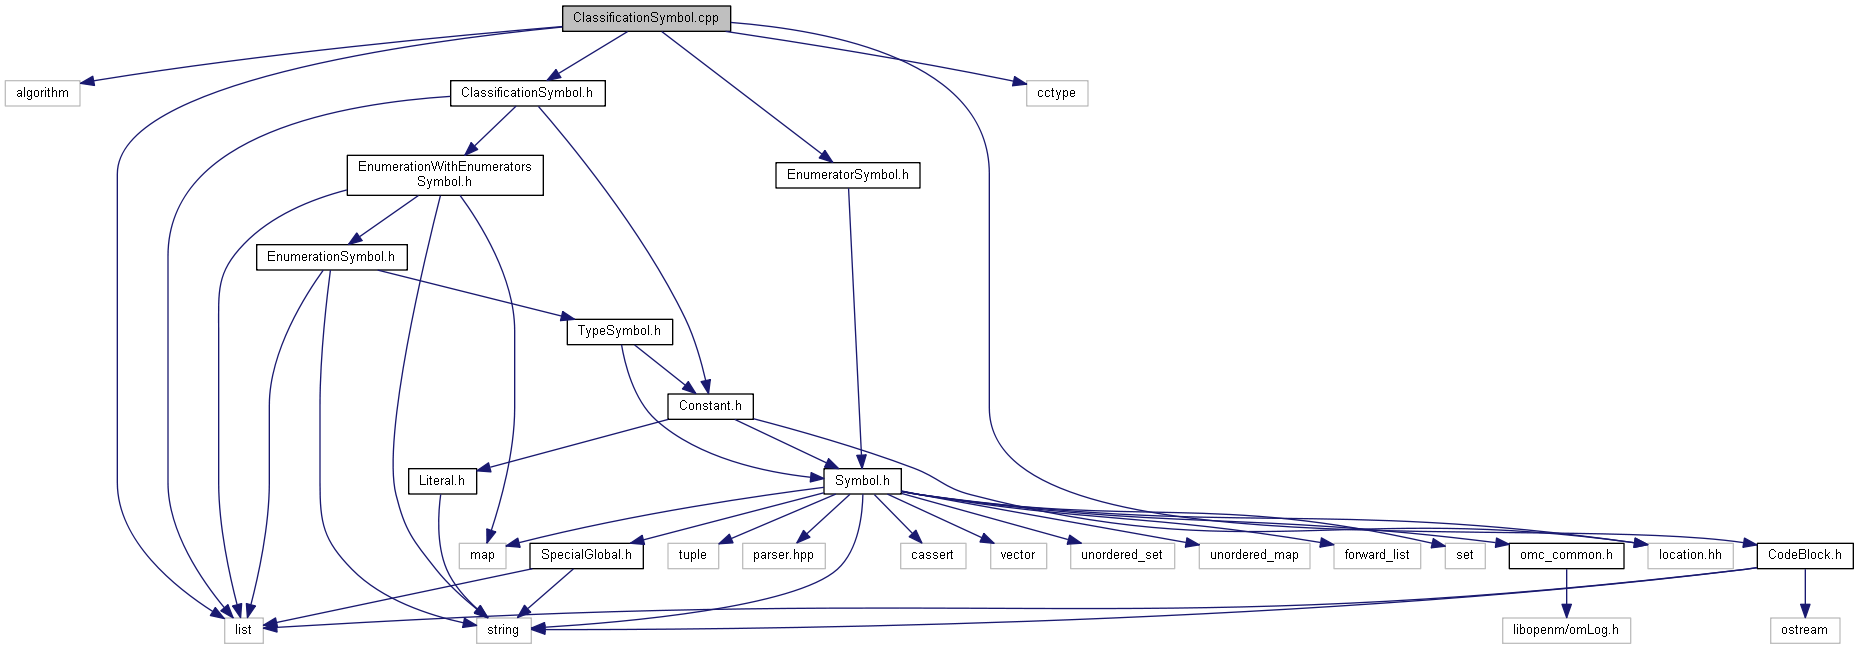 ClassificationSymbol.cpp
algorithm
ClassificationSymbol.h
cctype
EnumerationWithEnumerators
Symbol.h
EnumeratorSymbol.h
EnumerationSymbol.h
TypeSymbol.h
Constant.h
Literal.h
Symbol.h
map
SpecialGlobal.h
tuple
parser.hpp
cassert
vector
unordered_set
unordered_map
forward_list
set
omc_common.h
location.hh
CodeBlock.h
list
string
libopenm/omLog.h
ostream